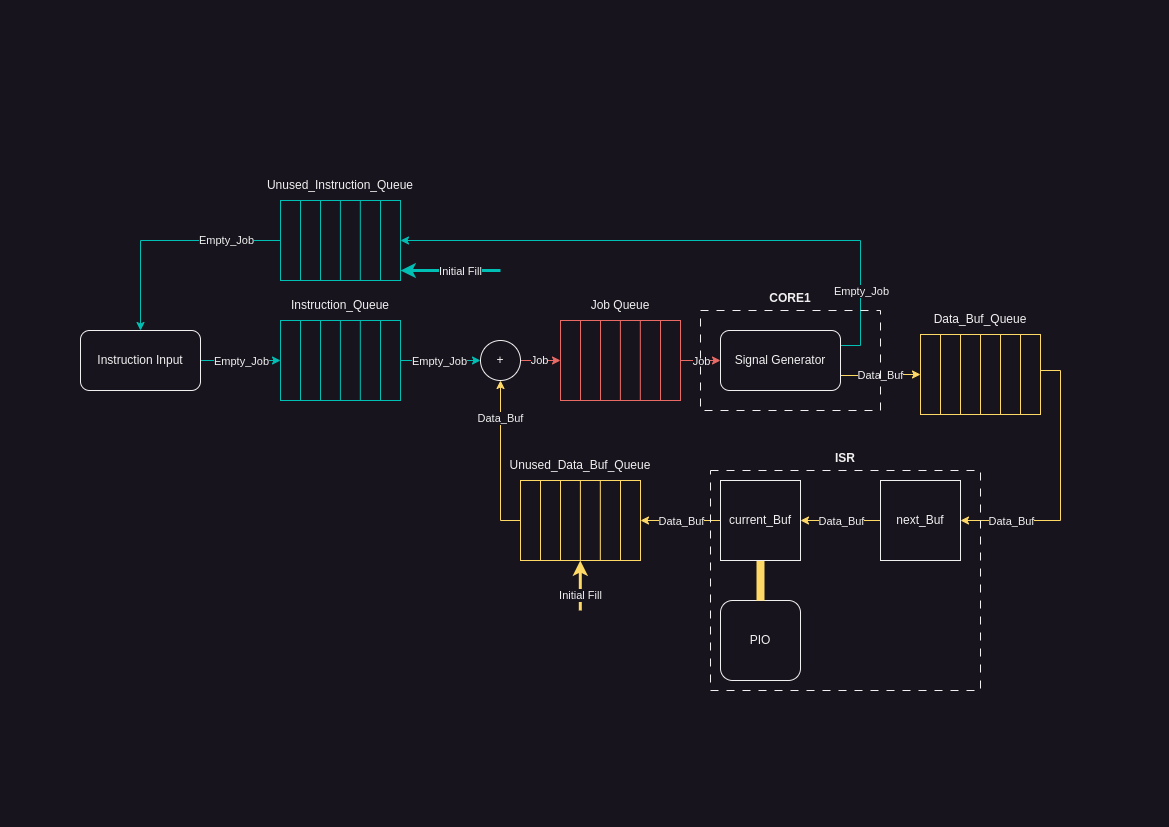 Unused_Instruction_Queue
Empty_Job
Initial Fill
Instruction_Queue
Job Queue
CORE1
Empty_Job
Data_Buf_Queue
Instruction Input
Empty_Job
Empty_Job
+
Job
Job
Signal Generator
Data_Buf
Data_Buf
Unused_Data_Buf_Queue
ISR
Data_Buf
current_Buf
Data_Buf
next_Buf
Data_Buf
Initial Fill
PIO